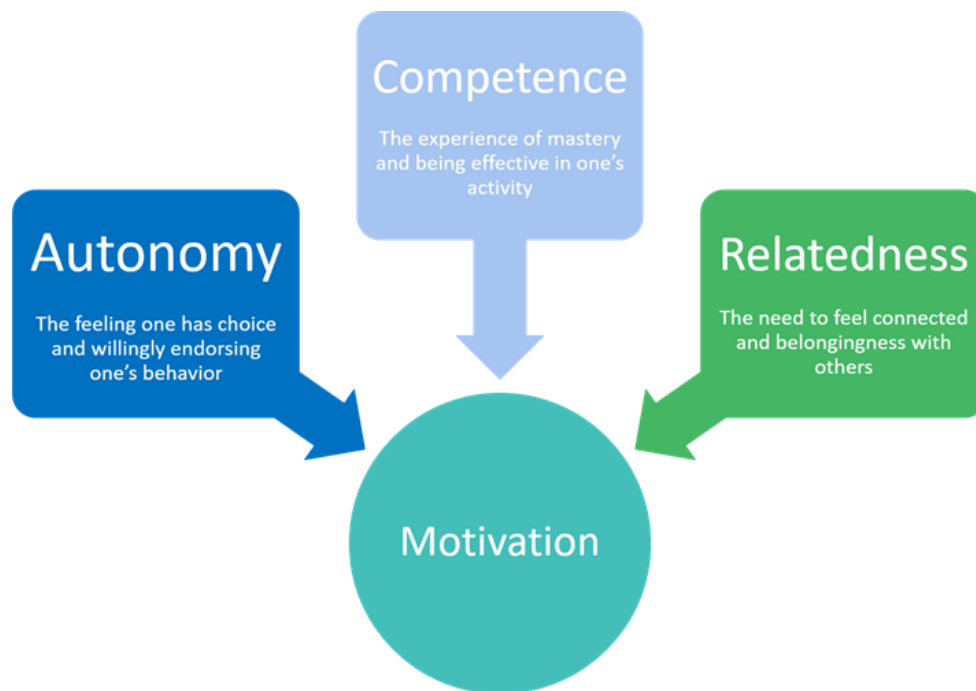 Competence
The experience of mastery
and being effective in one's
activity
Autonomy
The feeling one has choice
and willingly endorsing
one's behavior
Relatedness
The need to feel connected
and belongingness with
others
Motivation